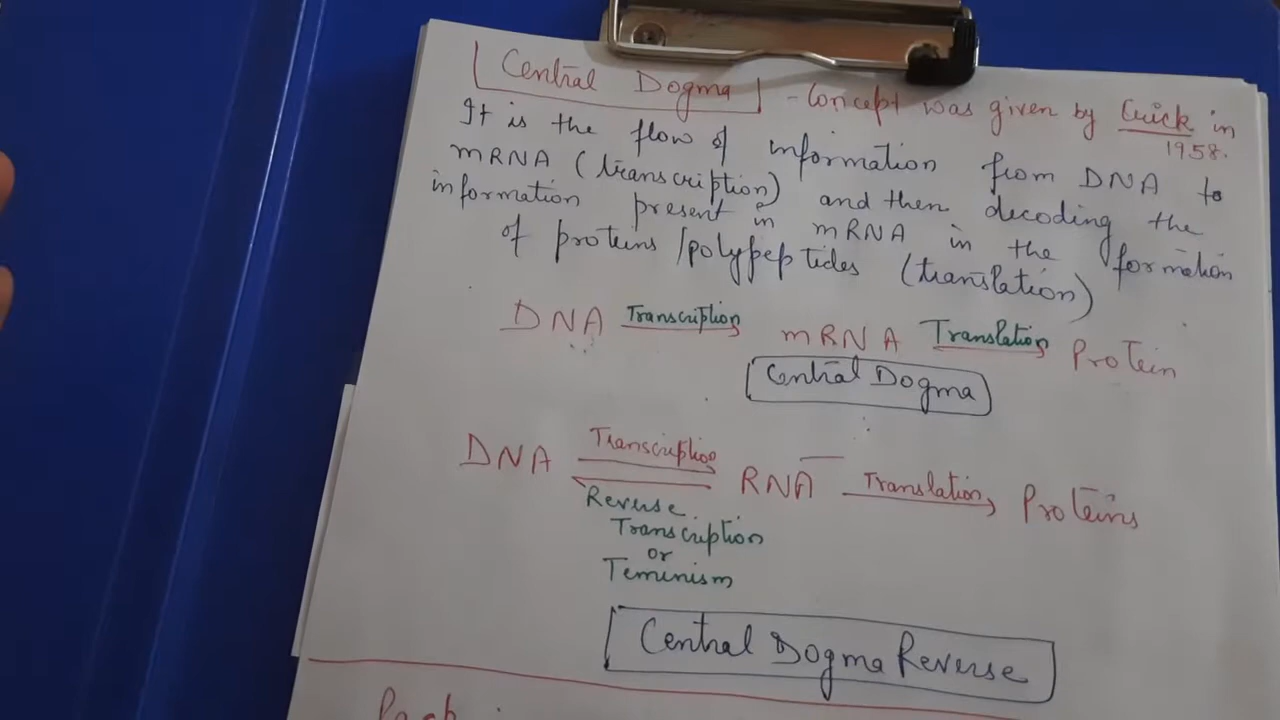 Central Dogma - Concept was given by Crick in
1958.
It is the flow of information from DNA to
mRNA (transcription) and then decoding the
information present in mRNA in the formation
of proteins/polypeptides (translation)
DNA Transcription mRNA Translation Protein
Central Dogma
DNA Transcription RNA Translation Proteins
Reverse
Transcription
or
Teminism
Central Dogma Reverse